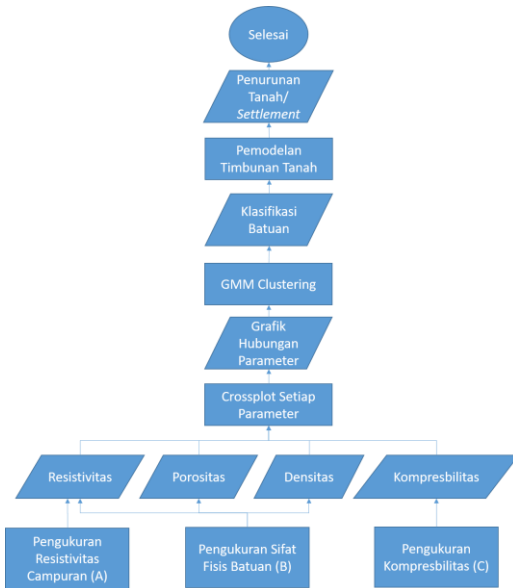 Selesai
Penurunan
Tanah/
Settlement
Pemodelan
Timbunan Tanah
Klasifikasi
Batuan
GMM Clustering
Grafik
Hubungan
Parameter
Crossplot Setiap
Parameter
Resistivitas
Porositas
Densitas
Kompresbilitas
Pengukuran
Resistivitas
Campuran (A)
Pengukuran Sifat
Fisis Batuan (B)
Pengukuran
Kompresbilitas (C)